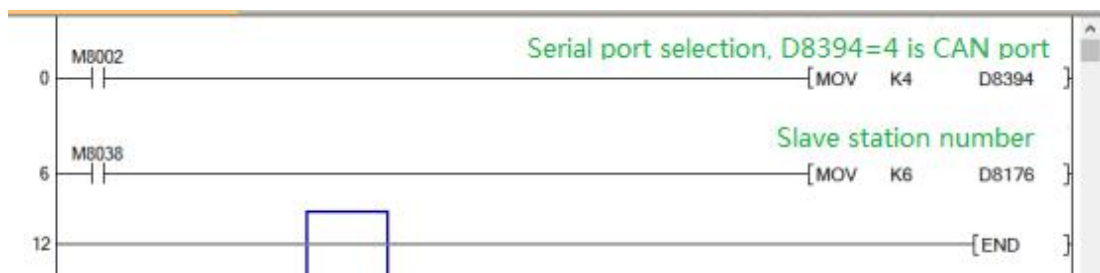 Serial port selection, D8394=4 is CAN port
M8002
0 [MOV K4 D8394 ]
Slave station number
M8038
6 [MOV K6 D8176 ]
12 [END ]